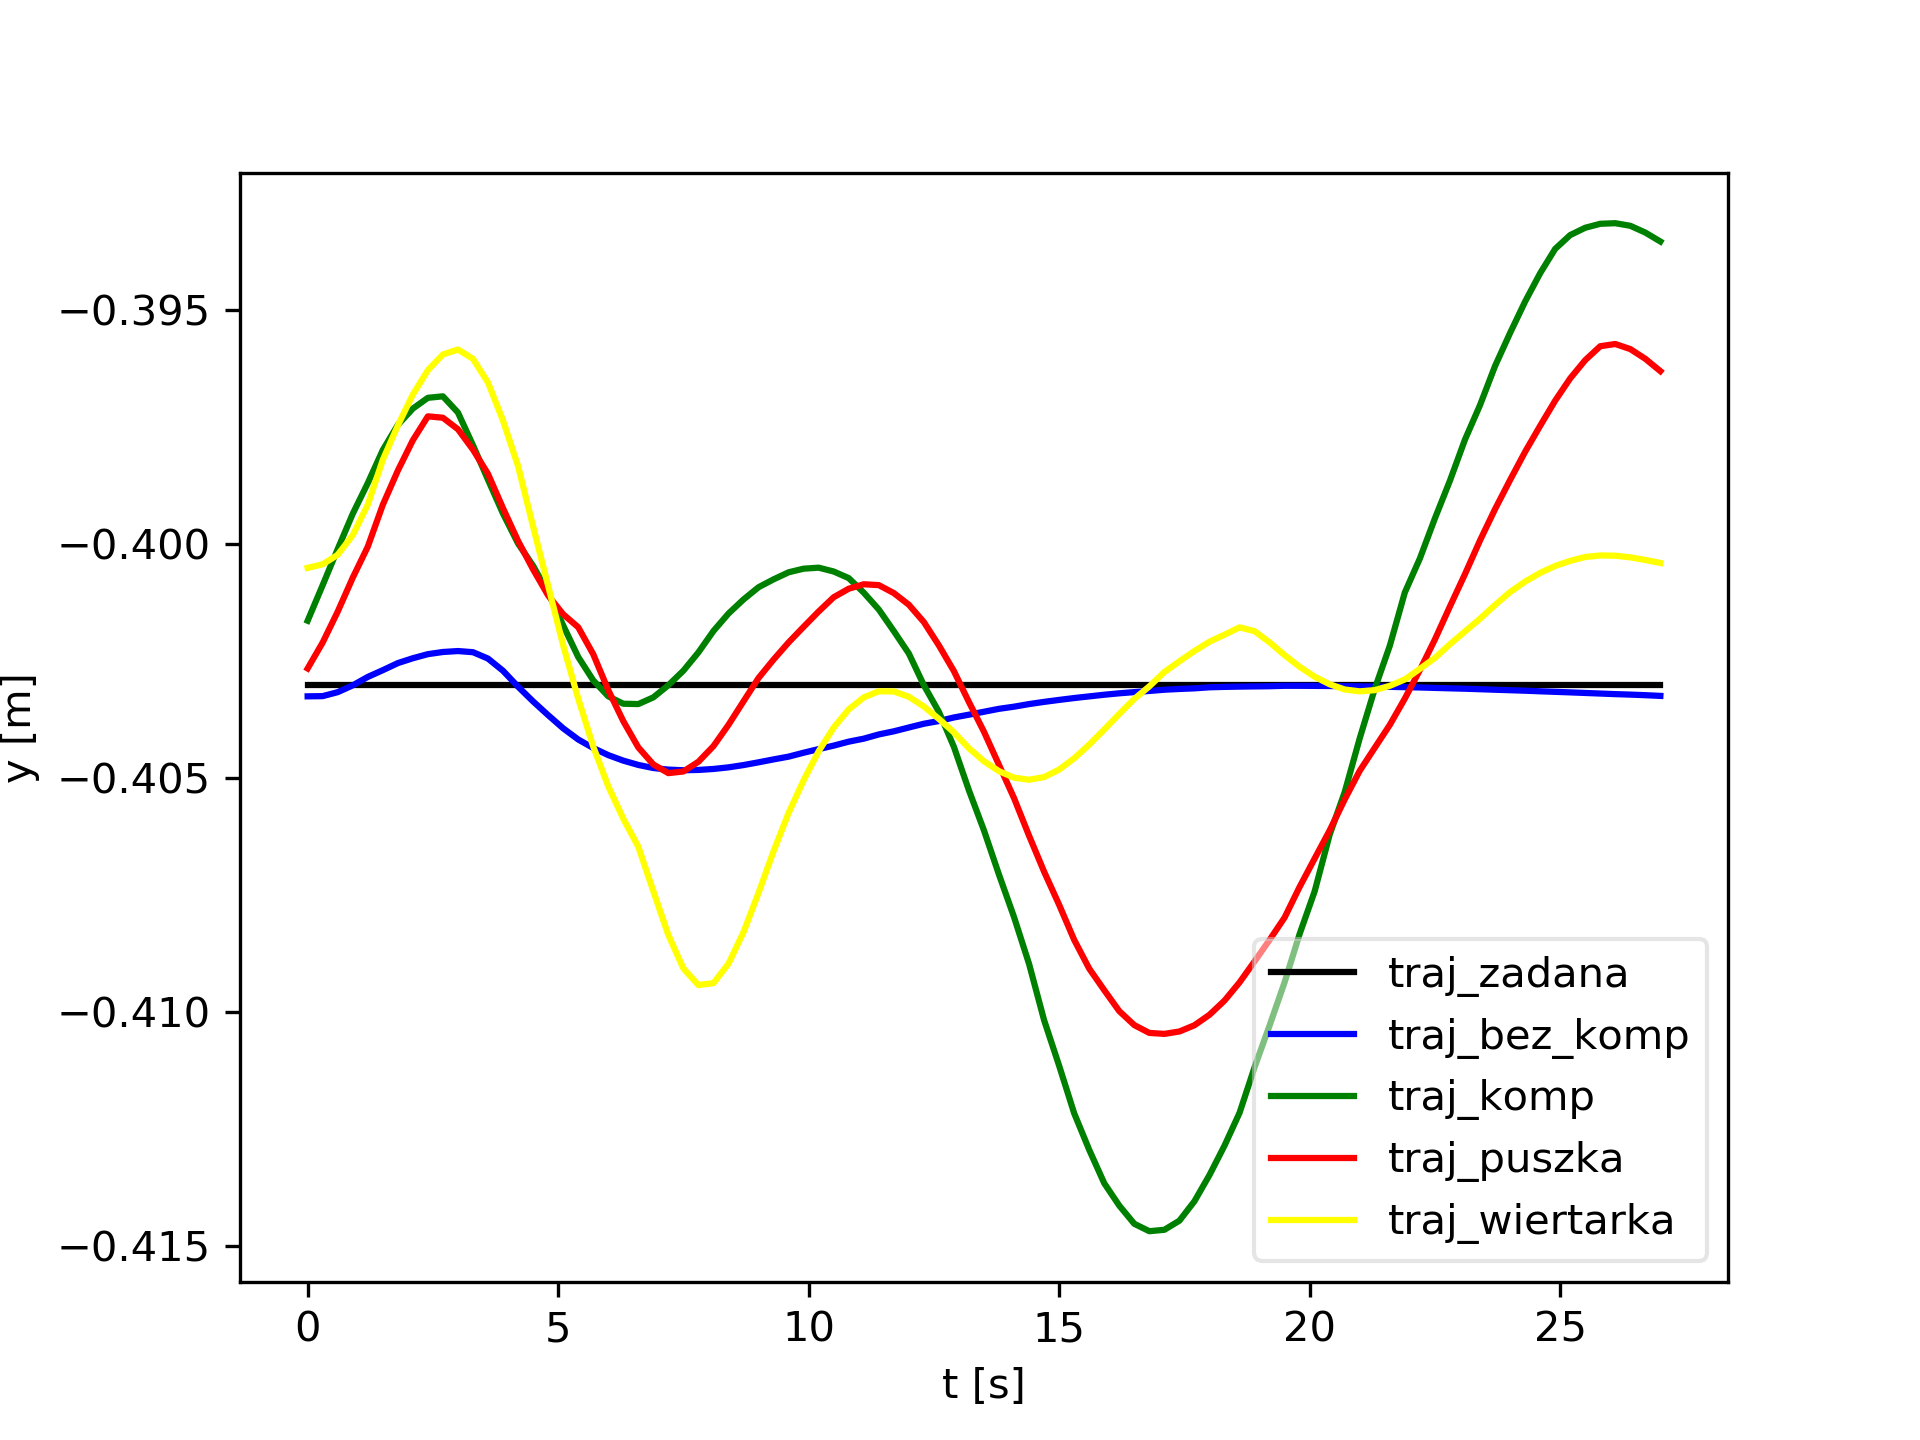 −0.395
−0.400
−0.405
−0.410
−0.415
y [m]
0 5 10 15 20 25
t [s]
traj_zadana
traj_bez_komp
traj_komp
traj_puszka
traj_wiertarka